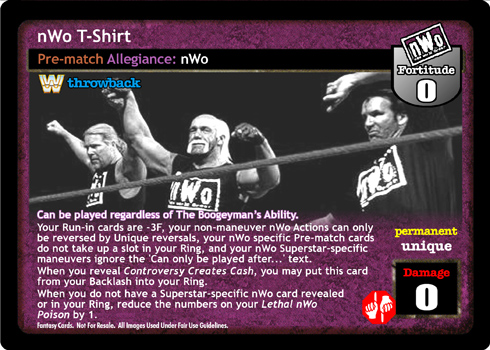 nWo T-Shirt
Pre-match Allegiance: nWo
throwback
nWo
Fortitude
0
nWo
Can be played regardless of The Boogeyman's Ability.
Your Run-in cards are -3F, your non-maneuver nWo Actions can only
be reversed by Unique reversals, your nWo specific Pre-match cards
do not take up a slot in your Ring, and your nWo Superstar-specific
maneuvers ignore the 'Can only be played after...' text.
When you reveal Controversy Creates Cash, you may put this card
from your Backlash into your Ring.
When you do not have a Superstar-specific nWo card revealed
or in your Ring, reduce the numbers on your Lethal nWo
Poison by 1.
Fantasy Cards. Not For Resale. All Images Used Under Fair Use Guidelines.
permanent
unique
Damage
0